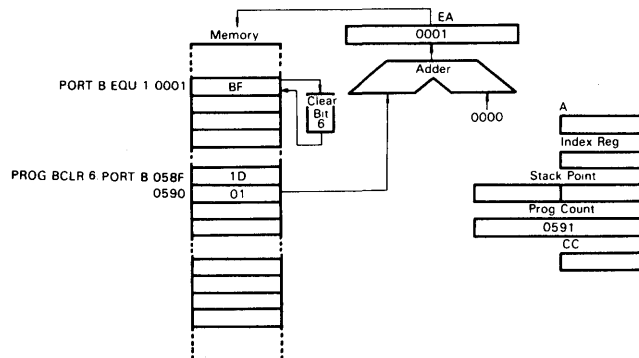 EA
Memory
0001
Adder
PORT B EQU 1 0001
BF
Clear
Bit
6
0000
A
Index Reg
PROG BCLR 6 PORT B 058F
1D
Stack Point
0590
01
Prog Count
0591
CC